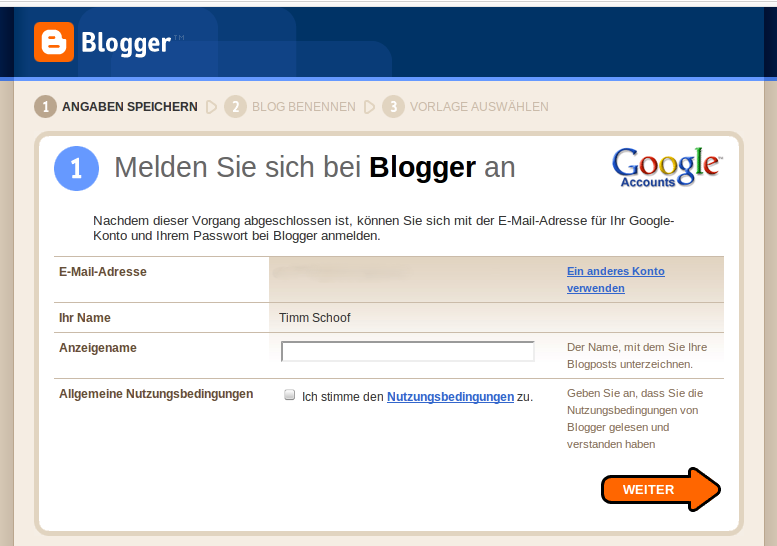 Blogger™
1 ANGABEN SPEICHERN 2 BLOG BENENNEN 3 VORLAGE AUSWÄHLEN
1 Melden Sie sich bei Blogger an
Google™
Accounts
Nachdem dieser Vorgang abgeschlossen ist, können Sie sich mit der E-Mail-Adresse für Ihr Google-
Konto und Ihrem Passwort bei Blogger anmelden.
E-Mail-Adresse
Ein anderes Konto
verwenden
Ihr Name Timm Schoof
Anzeigename
Der Name, mit dem Sie Ihre
Blogposts unterzeichnen.
Allgemeine Nutzungsbedingungen Ich stimme den Nutzungsbedingungen zu.
Geben Sie an, dass Sie die
Nutzungsbedingungen von
Blogger gelesen und
verstanden haben
WEITER